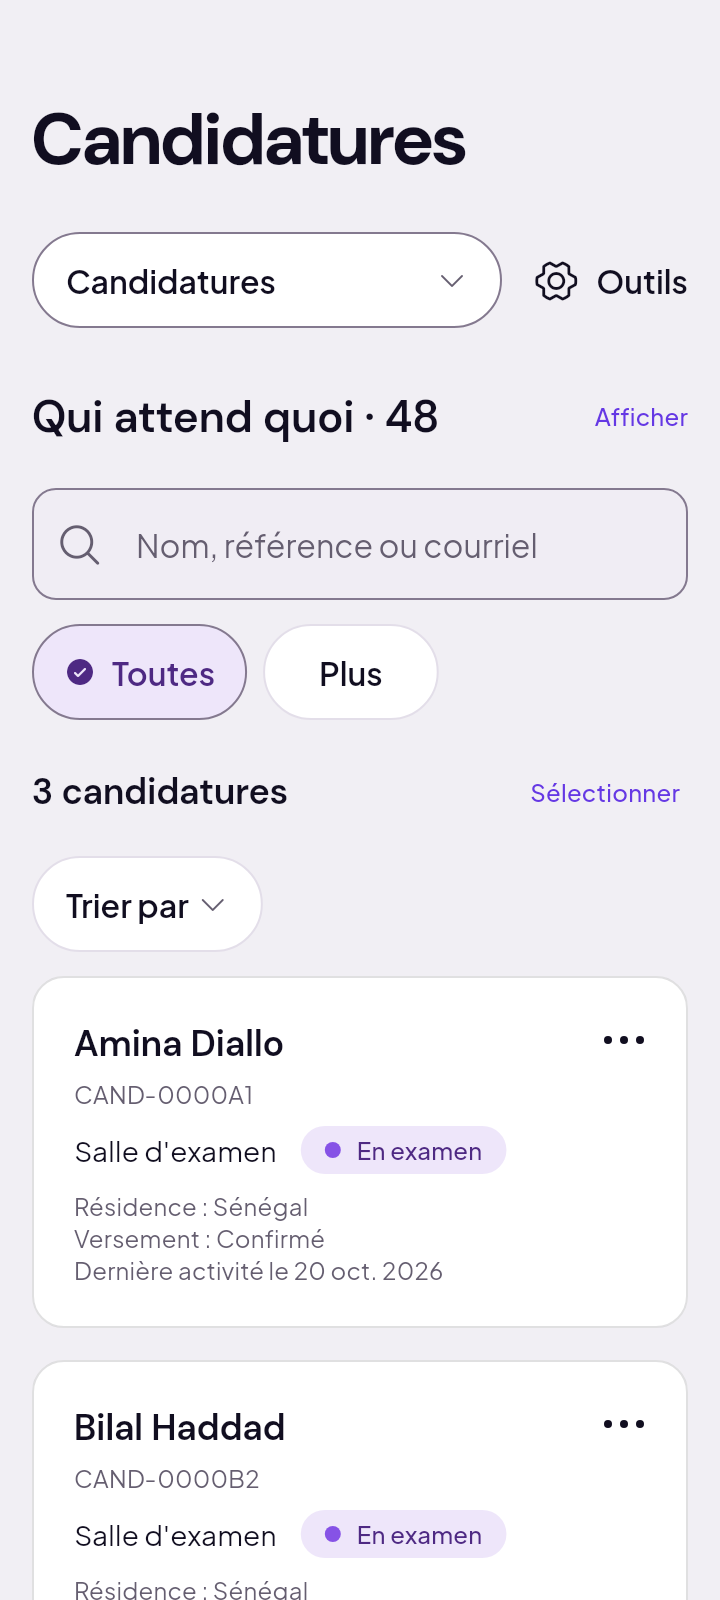 Candidatures
Candidatures
Outils
Qui attend quoi · 48
Afficher
Nom, référence ou courriel
Toutes
Plus
3 candidatures
Sélectionner
Trier par
Amina Diallo
CAND-0000A1
Salle d'examen
En examen
Résidence : Sénégal
Versement : Confirmé
Dernière activité le 20 oct. 2026
Bilal Haddad
CAND-0000B2
Salle d'examen
En examen
Résidence : Sénégal